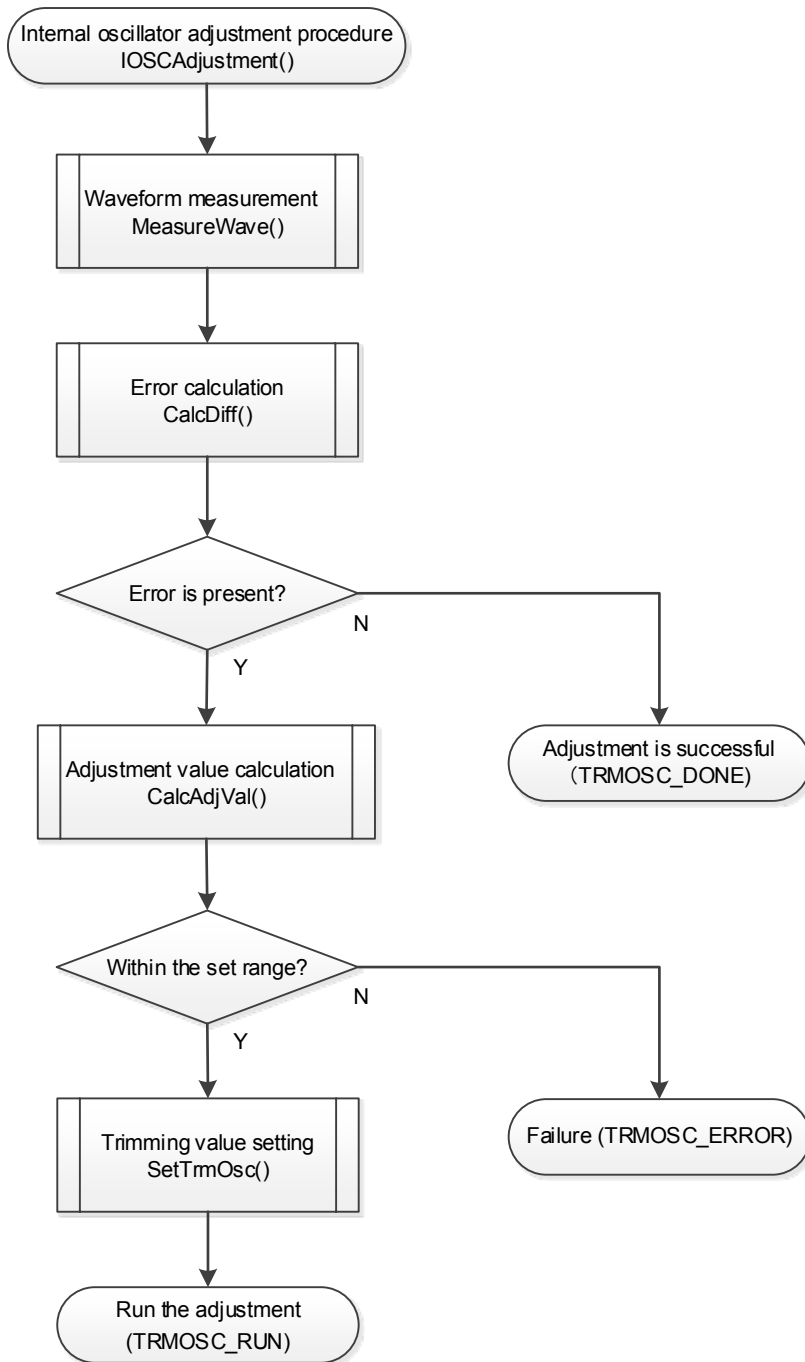 Internal oscillator adjustment procedure
IOSCAdjustment()
Waveform measurement
MeasureWave()
Error calculation
CalcDiff()
Error is present?
N
Y
Adjustment value calculation
CalcAdjVal()
Adjustment is successful
（TRMOSC_DONE)
Within the set range?
N
Y
Trimming value setting
SetTrmOsc()
Failure (TRMOSC_ERROR)
Run the adjustment
(TRMOSC_RUN)